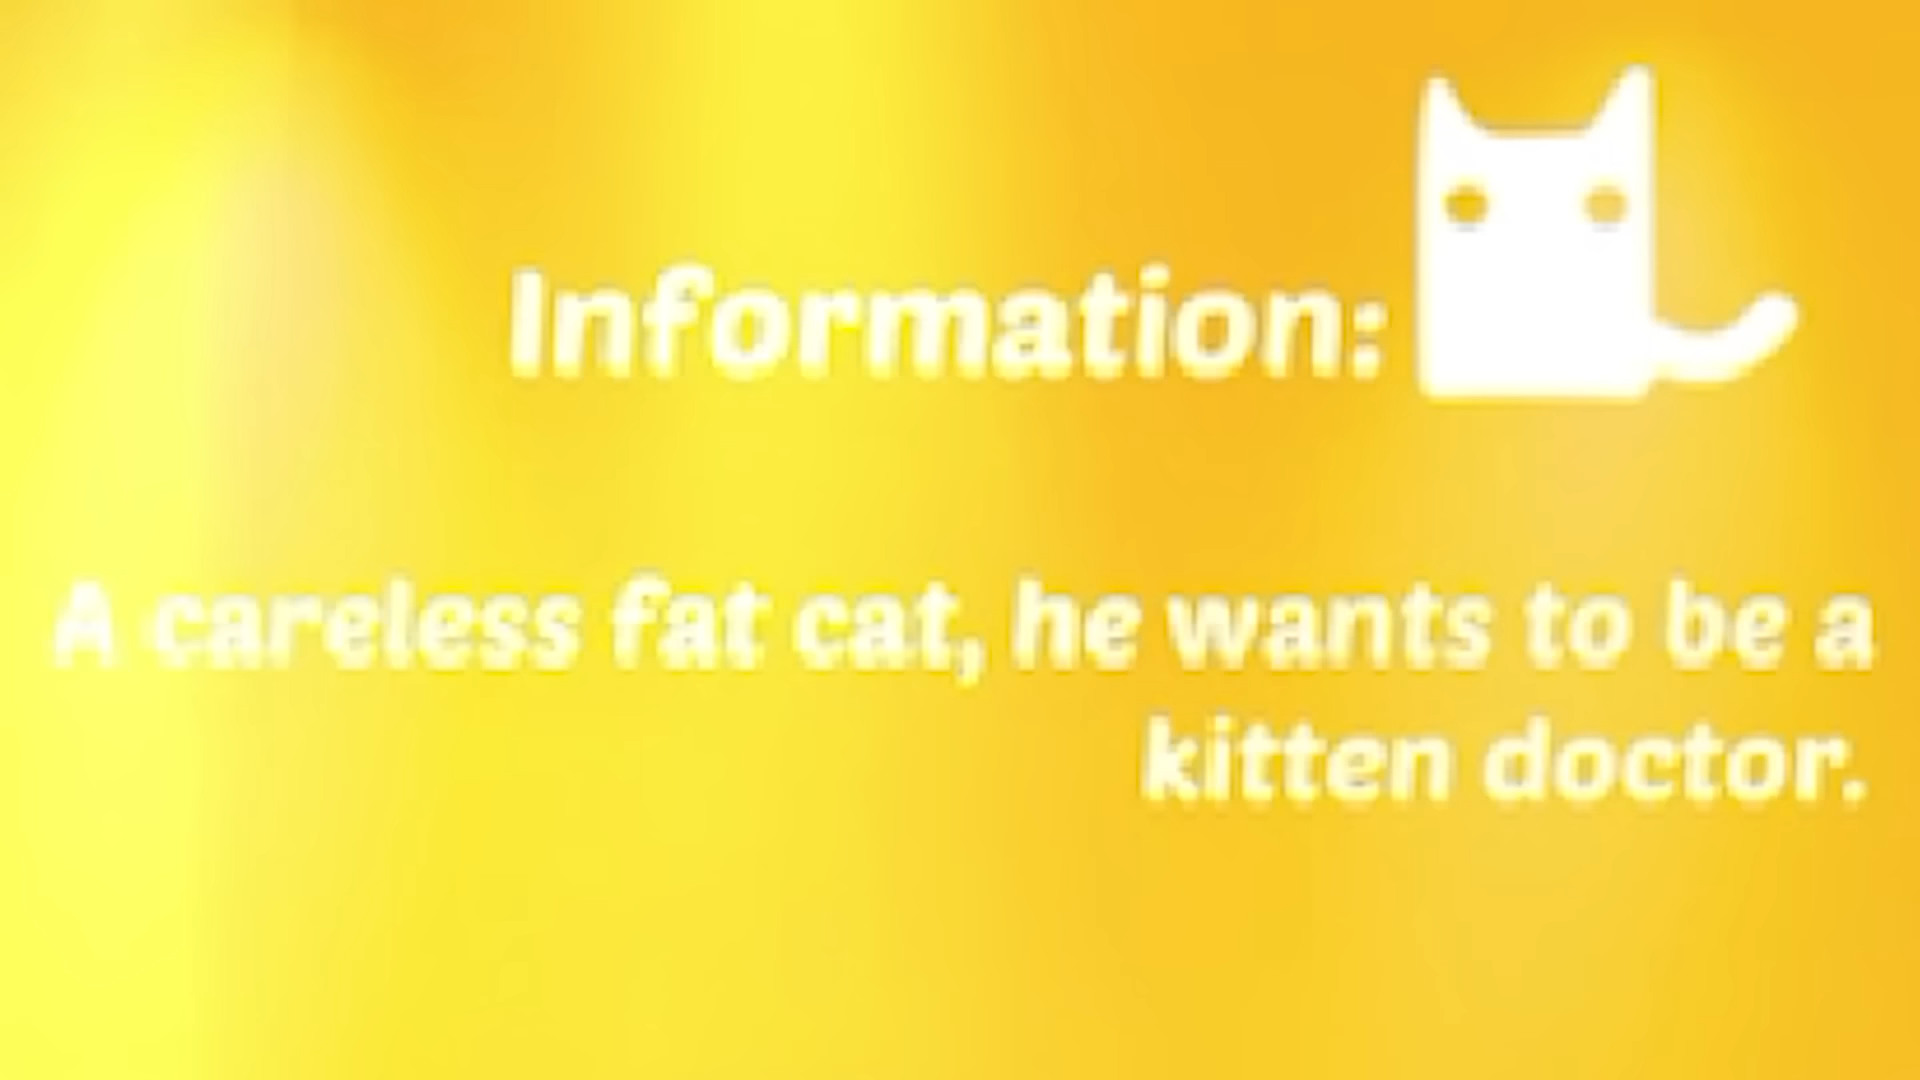 Information:
A careless fat cat, he wants to be a
kitten doctor.